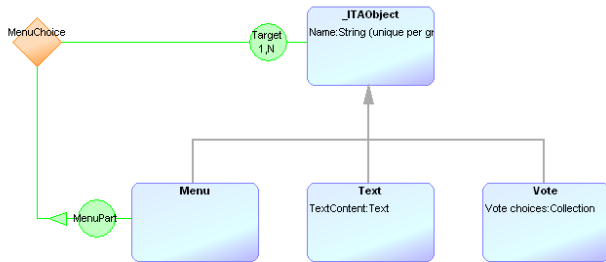 _ITAObject
MenuChoice
Target
1,N
Name:String (unique per gr
Menu
Text
Vote
MenuPart
TextContent:Text
Vote choices:Collection